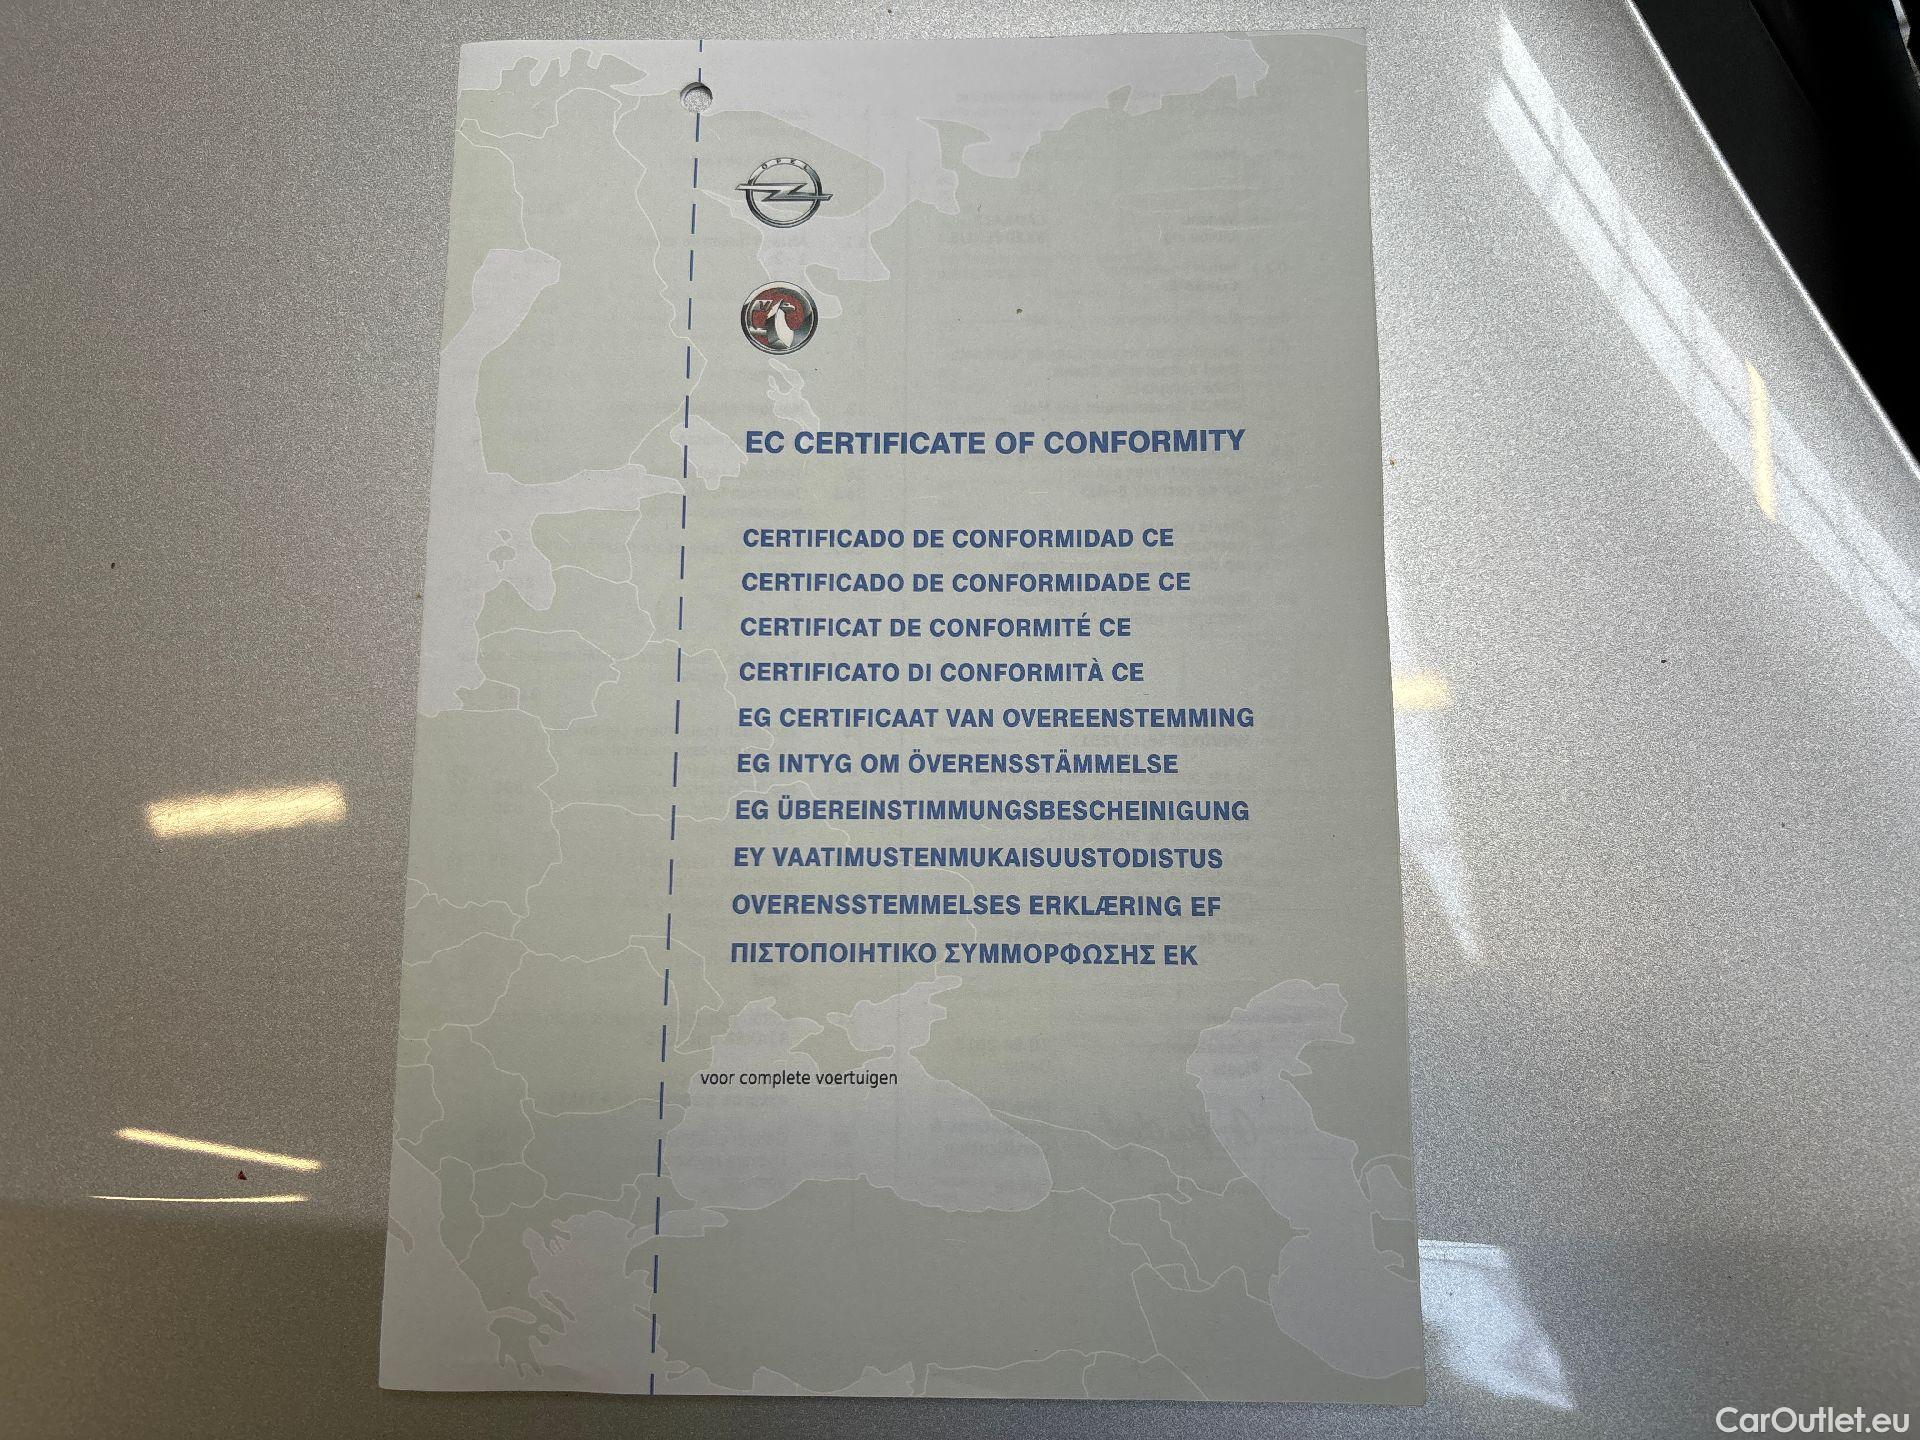 OPEL
EC CERTIFICATE OF CONFORMITY
CERTIFICADO DE CONFORMIDAD CE
CERTIFICADO DE CONFORMIDADE CE
CERTIFICAT DE CONFORMITÉ CE
CERTIFICATO DI CONFORMITÀ CE
EG CERTIFICAAT VAN OVEREENSTEMMING
EG INTYG OM ÖVERENSSTÄMMELSE
EG ÜBEREINSTIMMUNGSBESCHEINIGUNG
EY VAATIMUSTENMUKAISUUSTODISTUS
OVERENSSTEMMELSES ERKLÆRING EF
ΠΙΣΤΟΠΟΙΗΤΙΚΟ ΣΥΜΜΟΡΦΩΣΗΣ ΕΚ
voor complete voertuigen
CarOutlet.eu